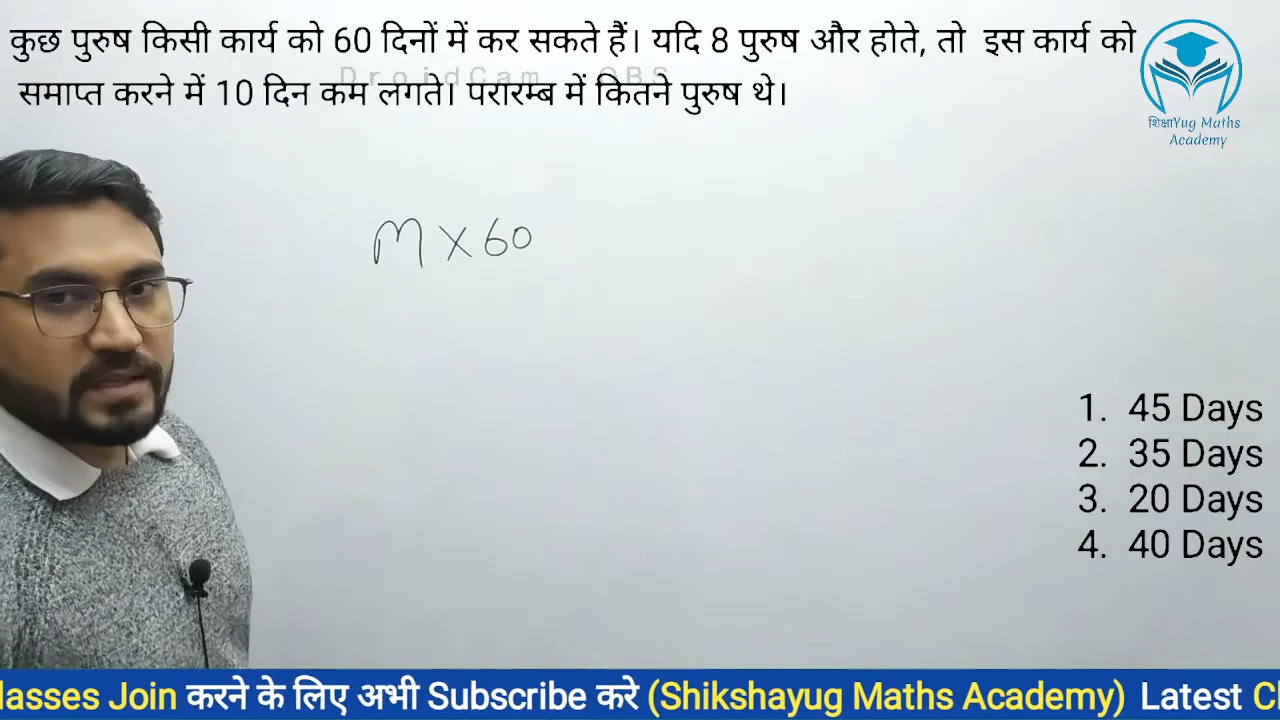 कुछ पुरुष किसी कार्य को 60 दिनों में कर सकते हैं। यदि 8 पुरुष और होते, तो इस कार्य को
समाप्त करने में 10 दिन कम लगते। परारम्ब में कितने पुरुष थे।
DroidCam OBS
शिक्षाYug Maths
Academy
M×60
1. 45 Days
2. 35 Days
3. 20 Days
4. 40 Days
lasses Join करने के लिए अभी Subscribe करे (Shikshayug Maths Academy) Latest Cl